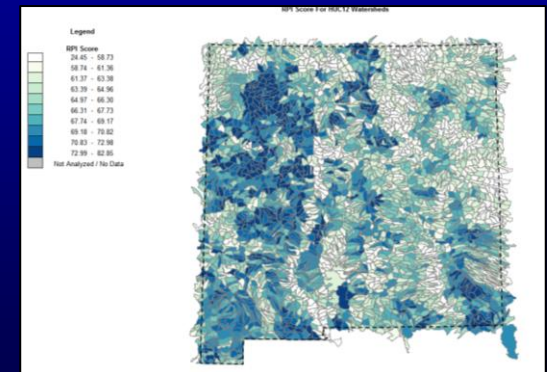 RPI Score For HUC12 Watersheds
Legend
RPI Score
24.45 - 58.73
58.74 - 61.36
61.37 - 63.38
63.39 - 64.96
64.97 - 66.30
66.31 - 67.73
67.74 - 69.17
69.18 - 70.82
70.83 - 72.98
72.99 - 82.85
Not Analyzed / No Data